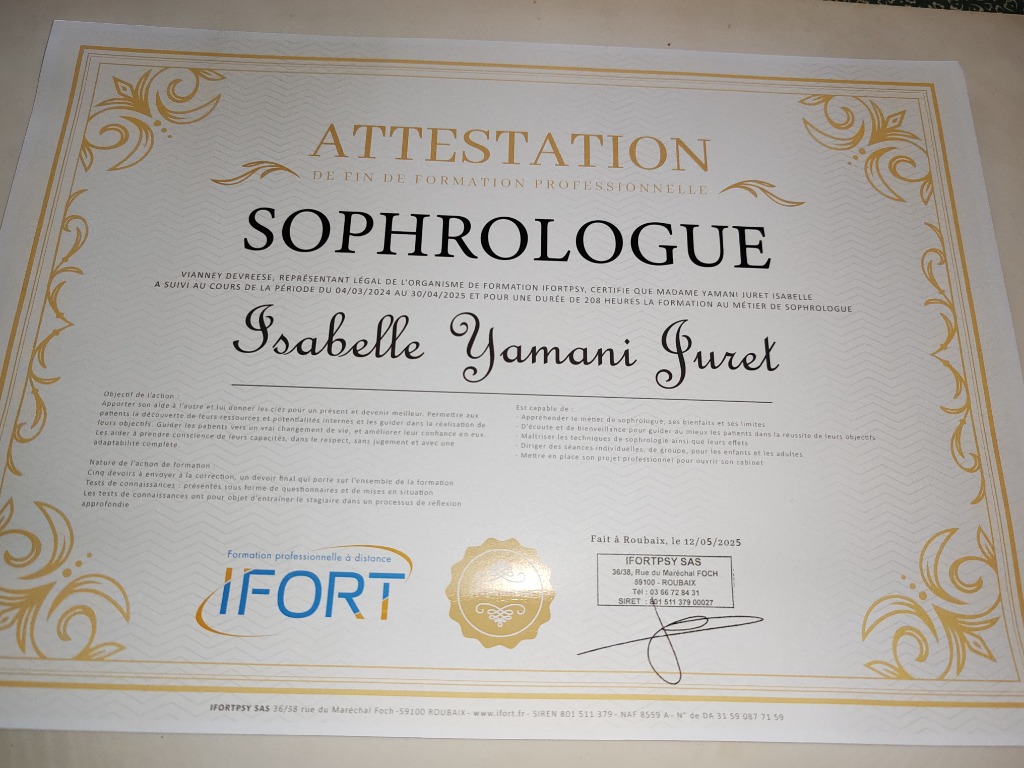 ATTESTATION
DE FIN DE FORMATION PROFESSIONNELLE
SOPHROLOGUE
VIANNEY DEVREESE, REPRÉSENTANT LÉGAL DE L'ORGANISME DE FORMATION IFORTPSY, CERTIFIE QUE MADAME YAMANI JURET ISABELLE
A SUIVI AU COURS DE LA PÉRIODE DU 04/03/2024 AU 30/04/2025 ET POUR UNE DURÉE DE 208 HEURES LA FORMATION AU MÉTIER DE SOPHROLOGUE
Isabelle Yamani Juret
Objectif de l'action :
Apporter son aide à l'autre et lui donner les clés pour un présent et devenir meilleur. Permettre aux
patients la découverte de leurs ressources et potentialités internes et les guider dans la réalisation de
leurs objectifs. Guider les patients vers un vrai changement de vie, et améliorer leur confiance en eux.
Les aider à prendre conscience de leurs capacités, dans le respect, sans jugement et avec une
adaptabilité complète.
Nature de l'action de formation :
Cinq devoirs à envoyer à la correction, un devoir final qui porte sur l'ensemble de la formation
Tests de connaissances : présentés sous forme de questionnaires et de mises en situation
Les tests de connaissances ont pour objet d'entraîner le stagiaire dans un processus de réflexion
approfondie
Est capable de :
- Appréhender le métier de sophrologue, ses bienfaits et ses limites
- D'écoute et de bienveillance pour guider au mieux les patients dans la réussite de leurs objectifs
- Maîtriser les techniques de sophrologie ainsi que leurs effets
- Diriger des séances individuelles, de groupe, pour les enfants et les adultes
- Mettre en place son projet professionnel pour ouvrir son cabinet
Formation professionnelle à distance
IFORT
Fait à Roubaix, le 12/05/2025
IFORTPSY SAS
36/38, Rue du Maréchal FOCH
59100 - ROUBAIX
Tél : 03 66 72 84 31
SIRET : 801 511 379 00027
IFORTPSY SAS 36/38 rue du Maréchal Foch -59100 ROUBAIX- www.ifort.fr- SIREN 801 511 379- NAF 8559 A- N° de DA 31 59 087 71 59